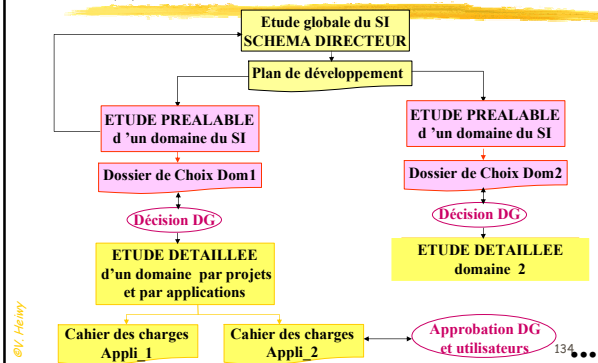 Etude globale du SI
SCHEMA DIRECTEUR
Plan de développement
ETUDE PREALABLE
d 'un domaine du SI
ETUDE PREALABLE
d 'un domaine du SI
Dossier de Choix Dom1
Dossier de Choix Dom2
Décision DG
Décision DG
ETUDE DETAILLEE
d'un domaine par projets
et par applications
ETUDE DETAILLEE
domaine 2
Cahier des charges
Appli_1
Cahier des charges
Appli_2
Approbation DG
et utilisateurs
©V. Heiwy
134